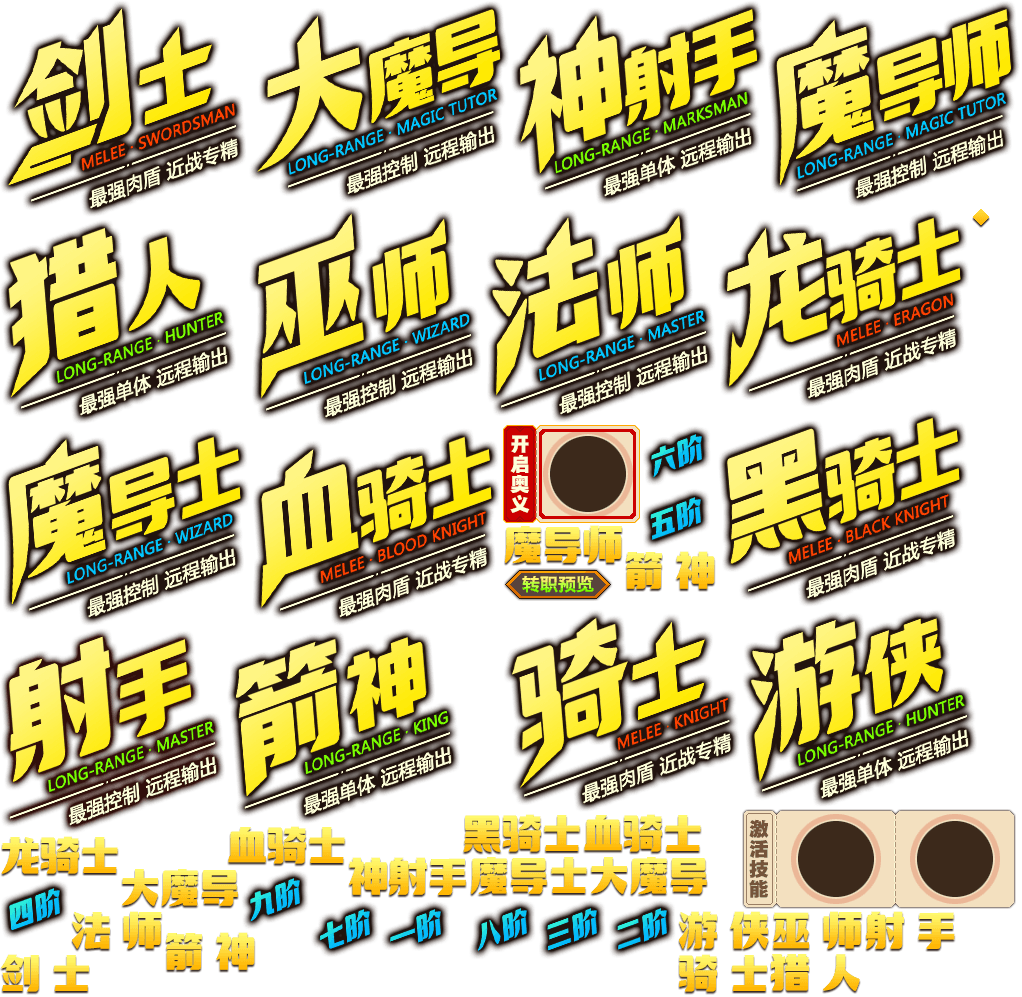 剑士
MELEE · SWORDSMAN
最强肉盾 近战专精
大魔导
LONG-RANGE · MAGIC TUTOR
最强控制 远程输出
神射手
LONG-RANGE · MARKSMAN
最强单体 远程输出
魔导师
LONG-RANGE · MAGIC TUTOR
最强控制 远程输出
猎人
LONG-RANGE · HUNTER
最强单体 远程输出
巫师
LONG-RANGE · WIZARD
最强控制 远程输出
法师
LONG-RANGE · MASTER
最强控制 远程输出
龙骑士
MELEE · ERAGON
最强肉盾 近战专精
魔导士
LONG-RANGE · WIZARD
最强控制 远程输出
血骑士
MELEE · BLOOD KNIGHT
最强肉盾 近战专精
开启奥义
六阶
五阶
魔导师
箭 神
转职预览
黑骑士
MELEE · BLACK KNIGHT
最强肉盾 近战专精
射手
LONG-RANGE · MASTER
最强控制 远程输出
箭神
LONG-RANGE · KING
最强单体 远程输出
骑士
MELEE · KNIGHT
最强肉盾 近战专精
游侠
LONG-RANGE · HUNTER
最强单体 远程输出
龙骑士
血骑士
黑骑士血骑士
激活技能
大魔导
神射手魔导士大魔导
四阶
九阶
七阶
一阶
八阶
三阶
二阶
法 师
箭 神
游 侠巫 师射 手
剑 士
骑 士猎 人